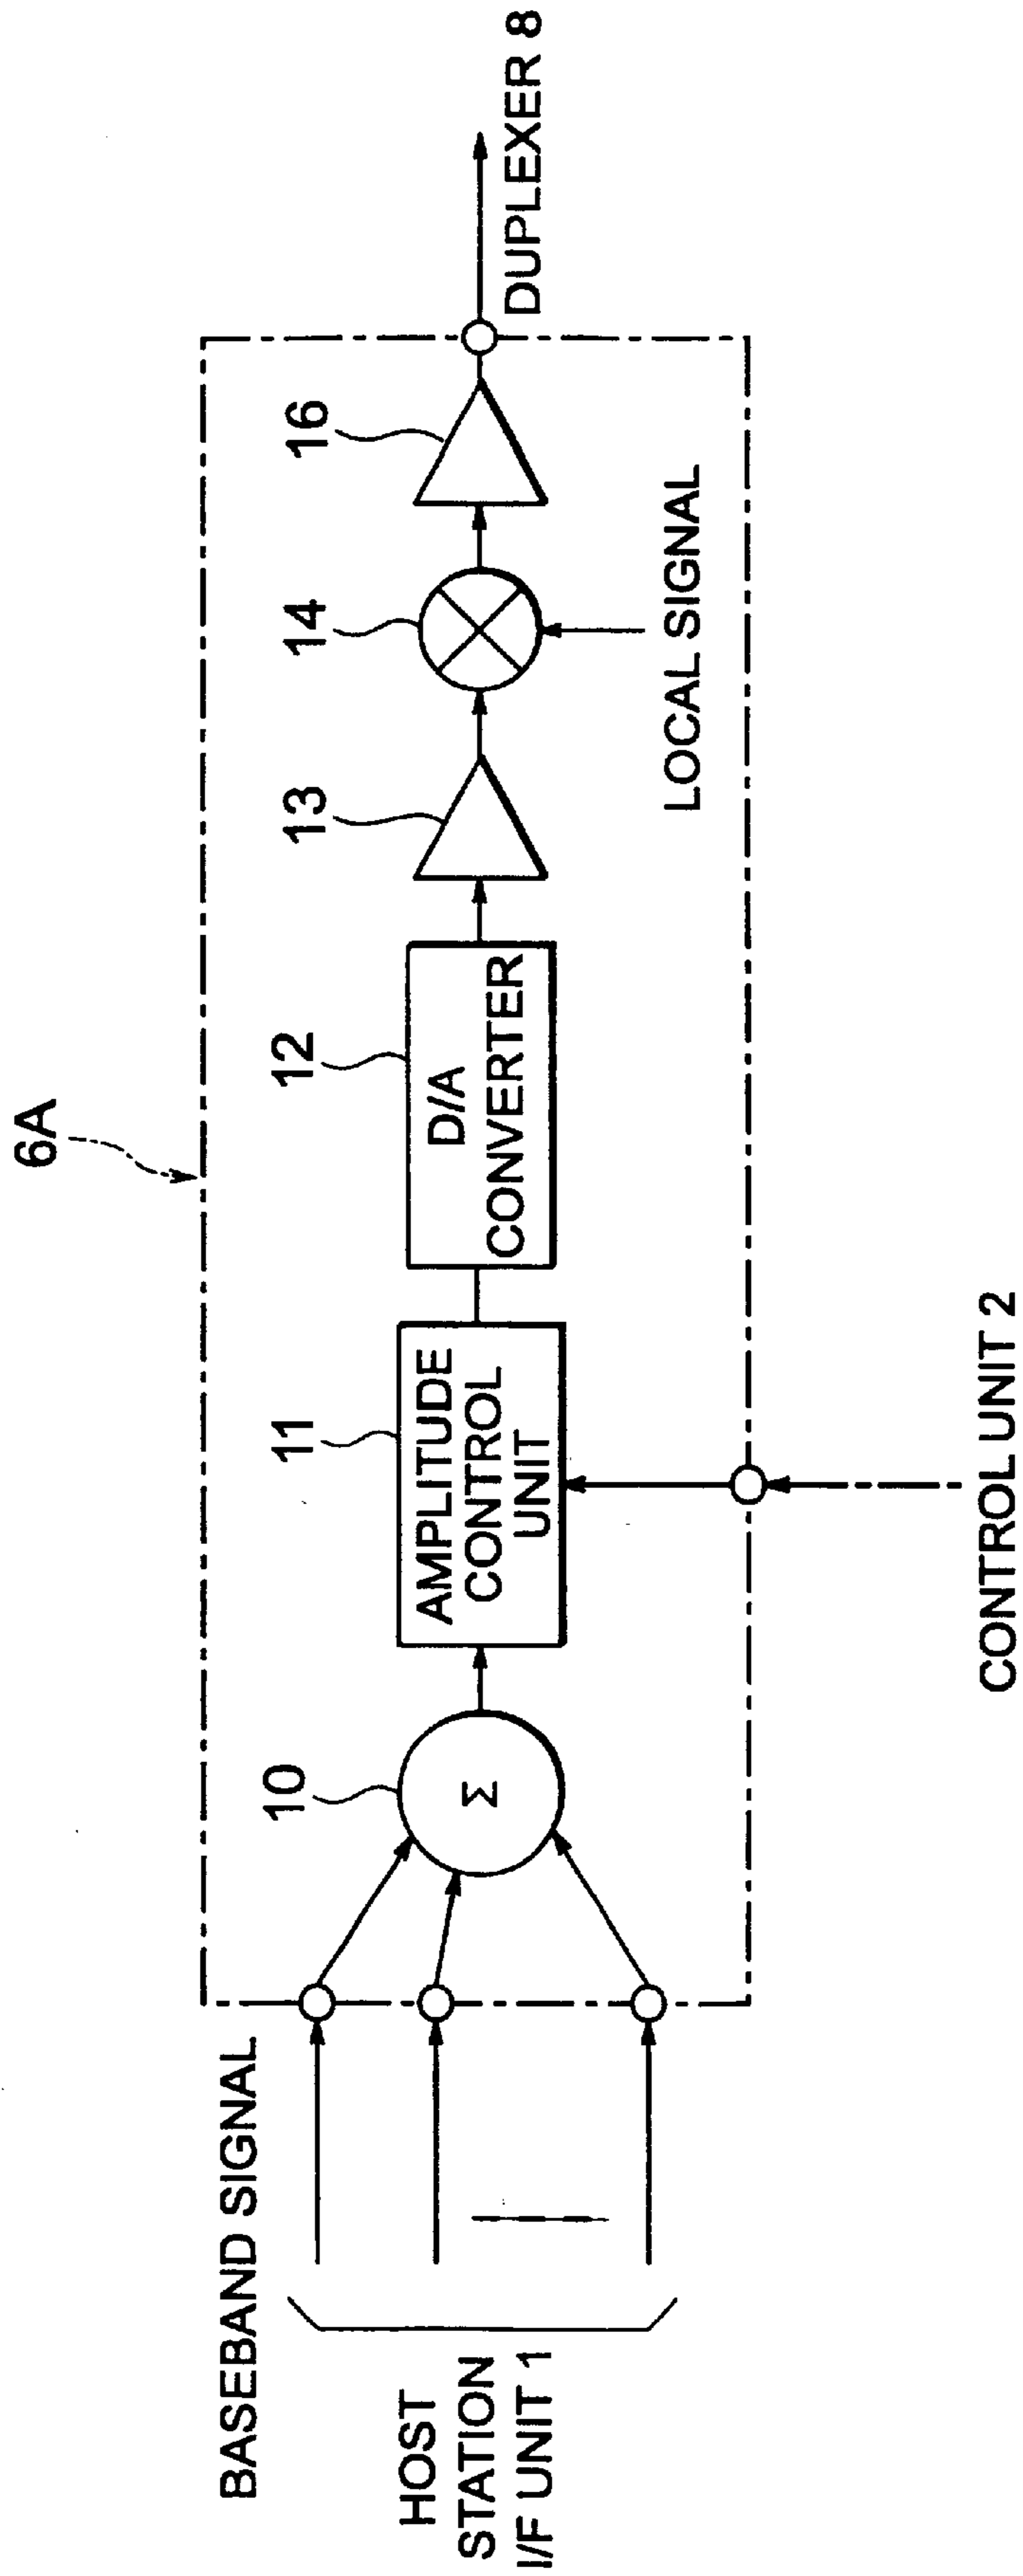 6A
BASEBAND SIGNAL
HOST
STATION
I/F UNIT 1
10
Σ
11
AMPLITUDE
CONTROL
UNIT
12
D/A
CONVERTER
13
14
16
LOCAL SIGNAL
DUPLEXER 8
CONTROL UNIT 2